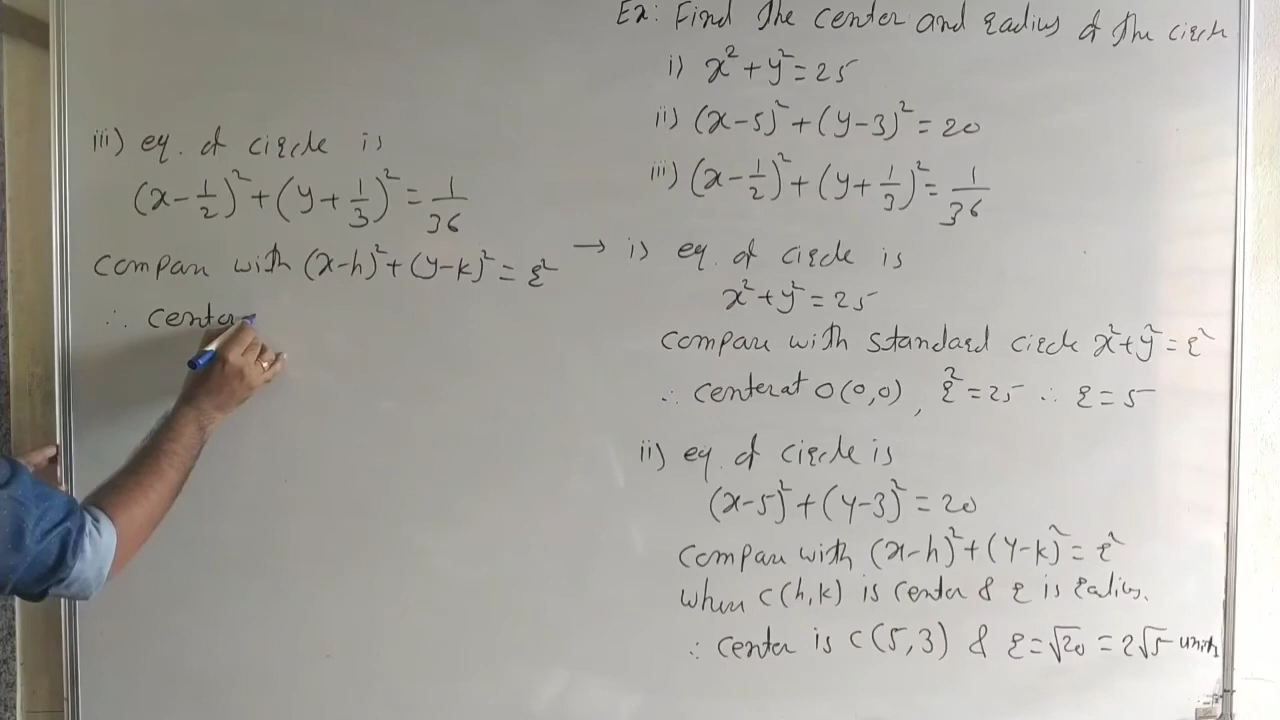 Ex: Find the center and radius of the circle
i) x² + y² = 25
ii) (x-5)² + (y-3)² = 20
iii) (x-1/2)² + (y+1/3)² = 1/36
→ i) eq. of circle is
x² + y² = 25
compare with standard circle x² + y² = r²
∴ center at O(0,0), r² = 25 ∴ r = 5
ii) eq. of circle is
(x-5)² + (y-3)² = 20
compare with (x-h)² + (y-k)² = r²
where c(h,k) is center & r is radius.
∴ center is C(5,3) & r = √20 = 2√5 units
iii) eq. of circle is
(x-1/2)² + (y+1/3)² = 1/36
compare with (x-h)² + (y-k)² = r²
∴ center